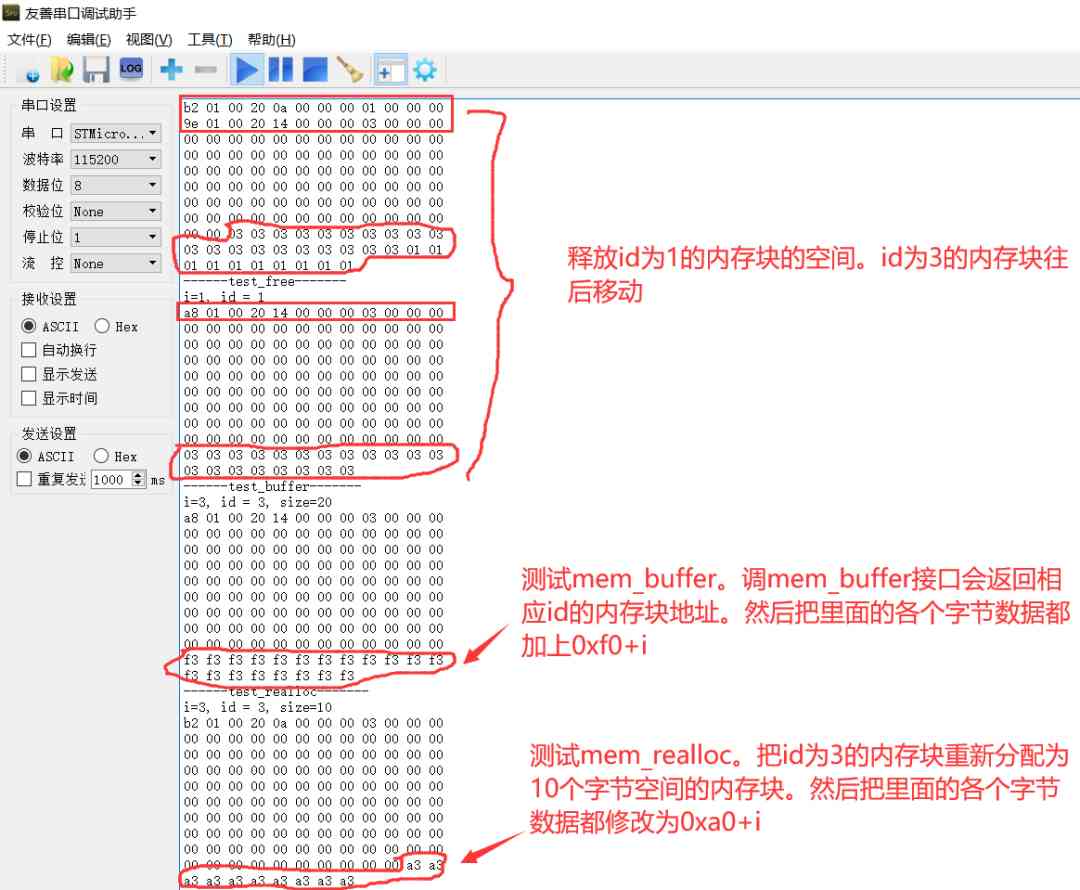 友善串口调试助手
文件(F) 编辑(E) 视图(V) 工具(T) 帮助(H)
LOG
串口设置
串 口 STMicro...
波特率 115200
数据位 8
校验位 None
停止位 1
流 控 None
接收设置
ASCII Hex
自动换行
显示发送
显示时间
发送设置
ASCII Hex
重复发送 1000 ms
b2 01 00 20 0a 00 00 00 01 00 00 00
9e 01 00 20 14 00 00 00 03 00 00 00
00 00 00 00 00 00 00 00 00 00 00 00
00 00 00 00 00 00 00 00 00 00 00 00
00 00 00 00 00 00 00 00 00 00 00 00
00 00 00 00 00 00 00 00 00 00 00 00
00 00 00 00 00 00 00 00 00 00 00 00
00 00 00 00 00 00 00 00 00 00 00 00
00 00 03 03 03 03 03 03 03 03 03 03
03 03 03 03 03 03 03 03 03 03 01 01
01 01 01 01 01 01 01 01
------test_free-------
i=1, id = 1
a8 01 00 20 14 00 00 00 03 00 00 00
00 00 00 00 00 00 00 00 00 00 00 00
00 00 00 00 00 00 00 00 00 00 00 00
00 00 00 00 00 00 00 00 00 00 00 00
00 00 00 00 00 00 00 00 00 00 00 00
00 00 00 00 00 00 00 00 00 00 00 00
00 00 00 00 00 00 00 00 00 00 00 00
00 00 00 00 00 00 00 00 00 00 00 00
00 00 00 00 00 00 00 00 00 00 00 00
03 03 03 03 03 03 03 03 03 03 03 03
03 03 03 03 03 03 03 03
------test_buffer-------
i=3, id = 3, size=20
a8 01 00 20 14 00 00 00 03 00 00 00
00 00 00 00 00 00 00 00 00 00 00 00
00 00 00 00 00 00 00 00 00 00 00 00
00 00 00 00 00 00 00 00 00 00 00 00
00 00 00 00 00 00 00 00 00 00 00 00
00 00 00 00 00 00 00 00 00 00 00 00
00 00 00 00 00 00 00 00 00 00 00 00
00 00 00 00 00 00 00 00 00 00 00 00
00 00 00 00 00 00 00 00 00 00 00 00
f3 f3 f3 f3 f3 f3 f3 f3 f3 f3 f3 f3
f3 f3 f3 f3 f3 f3 f3 f3
------test_realloc-------
i=3, id = 3, size=10
b2 01 00 20 0a 00 00 00 03 00 00 00
00 00 00 00 00 00 00 00 00 00 00 00
00 00 00 00 00 00 00 00 00 00 00 00
00 00 00 00 00 00 00 00 00 00 00 00
00 00 00 00 00 00 00 00 00 00 00 00
00 00 00 00 00 00 00 00 00 00 00 00
00 00 00 00 00 00 00 00 00 00 00 00
00 00 00 00 00 00 00 00 00 00 00 00
00 00 00 00 00 00 00 00 00 00 00 00
00 00 00 00 00 00 00 00 00 00 a3 a3
a3 a3 a3 a3 a3 a3 a3 a3
释放id为1的内存块的空间。id为3的内存块往
后移动
测试mem_buffer。调mem_buffer接口会返回相
应id的内存块地址。然后把里面的各个字节数据都
加上0xf0+i
测试mem_realloc。把id为3的内存块重新分配为
10个字节空间的内存块。然后把里面的各个字节
数据都修改为0xa0+i